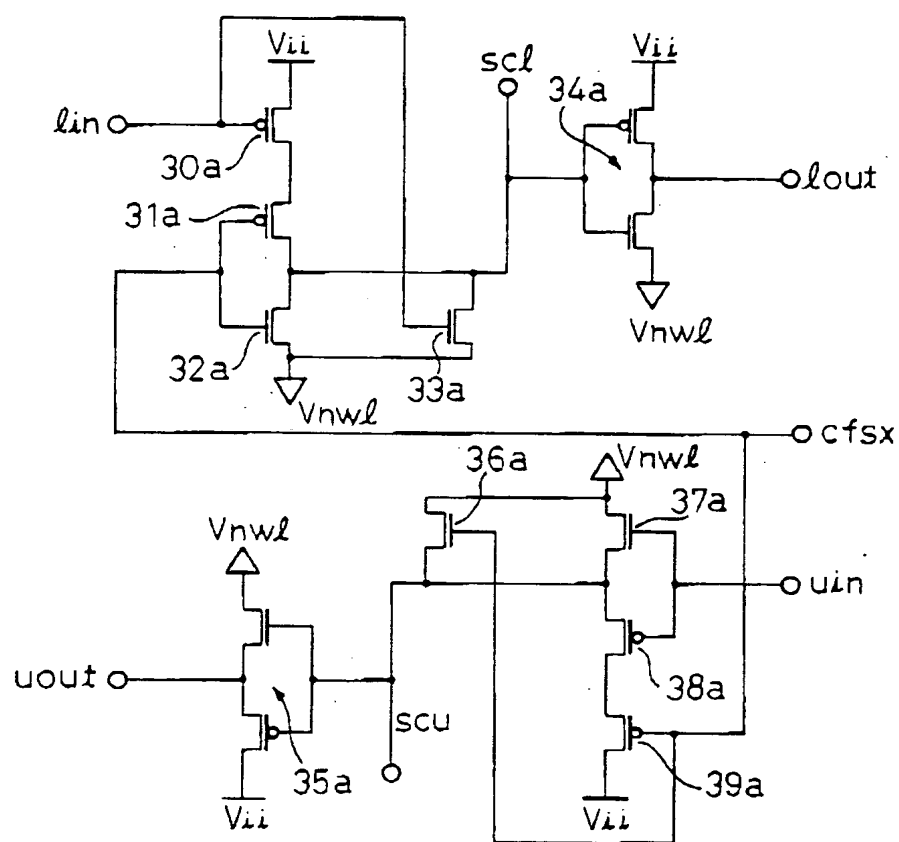 Vii
scl
Vii
lin
34a
30a
lout
31a
Vnwl
32a
33a
Vnwl
cfsx
36a
Vnwl
37a
Vnwl
uin
uout
38a
scu
35a
39a
Vii
Vii